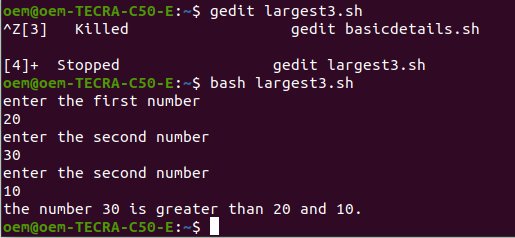 oem@oem-TECRA-C50-E:~$ gedit largest3.sh
^Z[3]   Killed                  gedit basicdetails.sh

[4]+  Stopped                 gedit largest3.sh
oem@oem-TECRA-C50-E:~$ bash largest3.sh
enter the first number
20
enter the second number
30
enter the second number
10
the number 30 is greater than 20 and 10.
oem@oem-TECRA-C50-E:~$